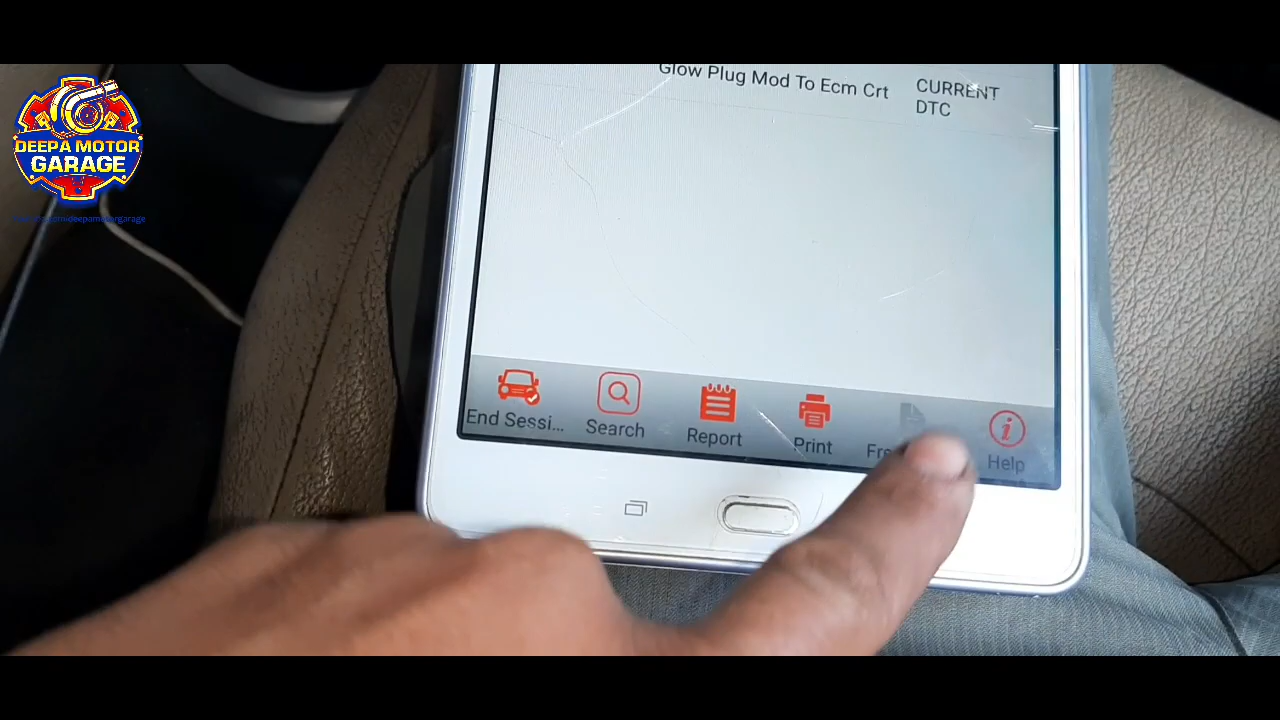 Glow Plug Mod To Ecm Crt
CURRENT
DTC
DEEPA MOTOR
GARAGE
End Sessi...
Search
Report
Print
Help